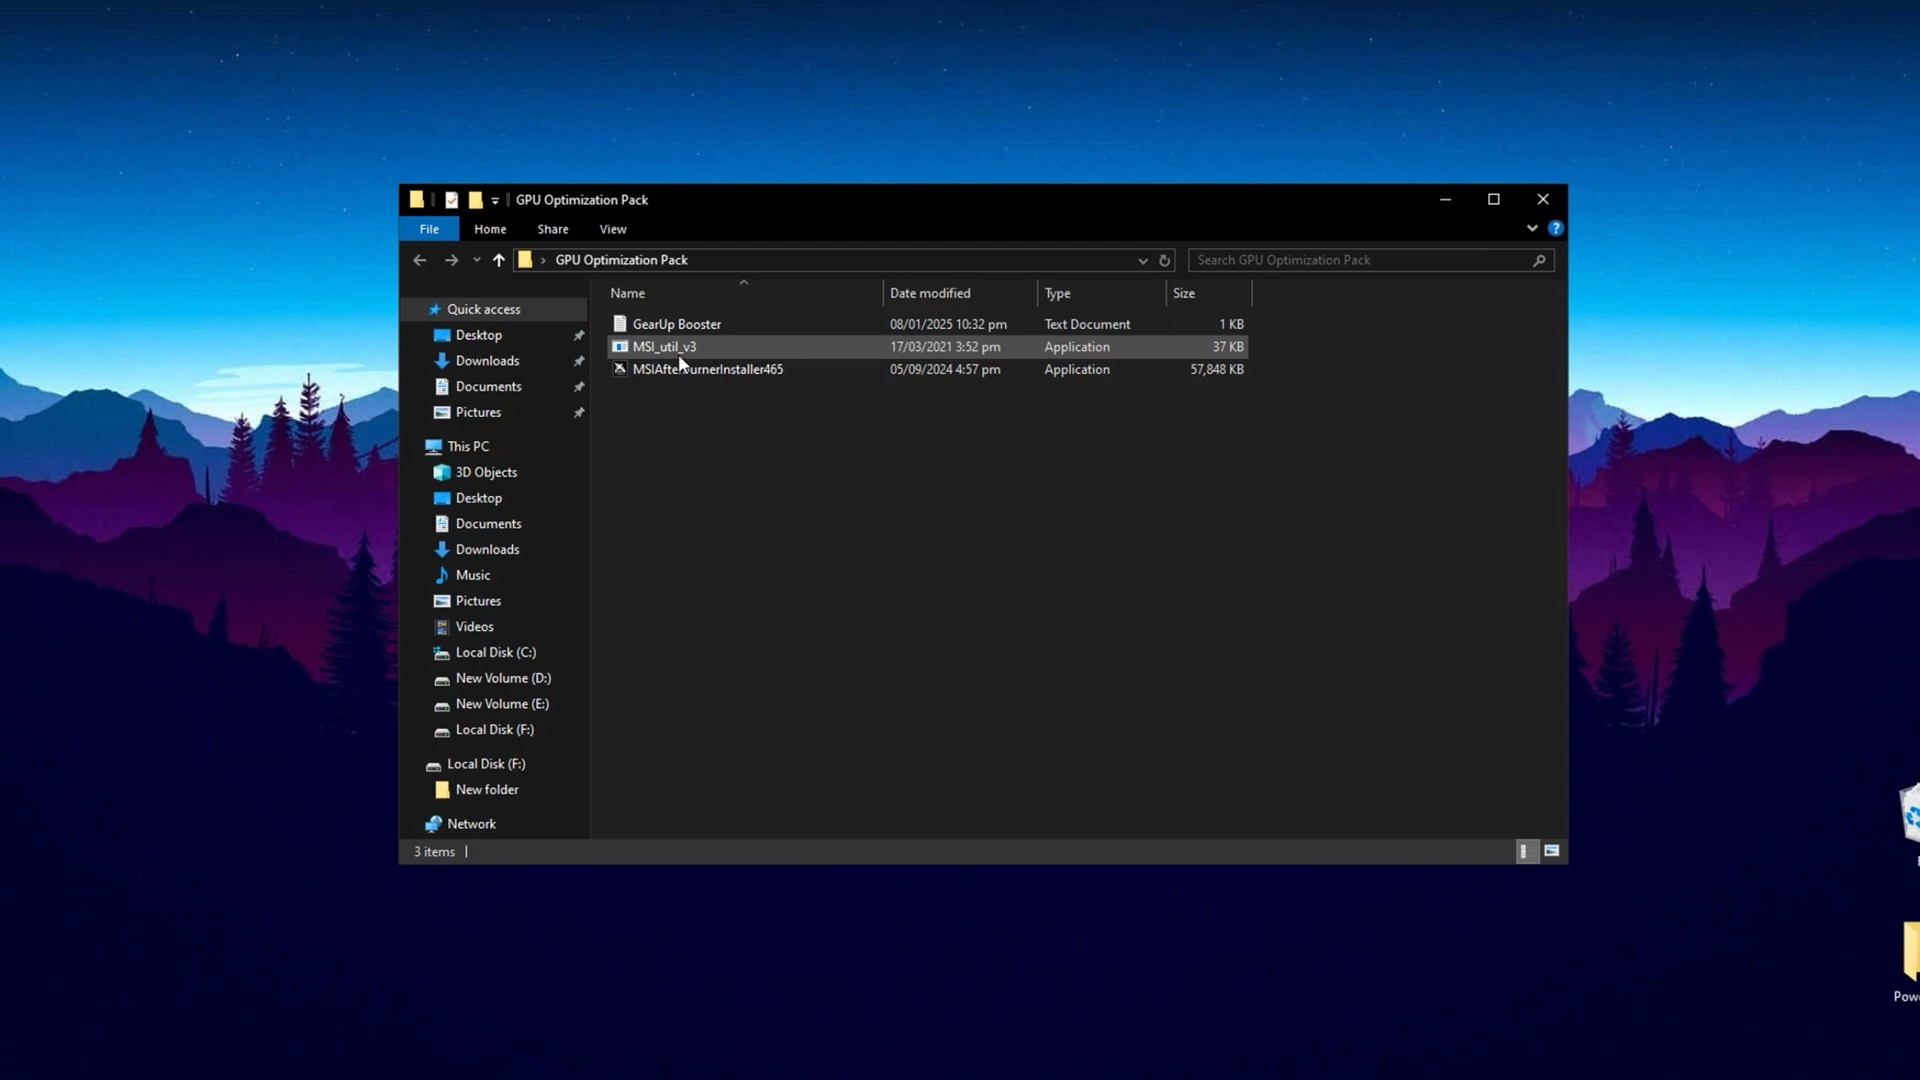 GPU Optimization Pack
File Home Share View
GPU Optimization Pack
Search GPU Optimization Pack
Name Date modified Type Size
GearUp Booster 08/01/2025 10:32 pm Text Document 1 KB
MSI_util_v3 17/03/2021 3:52 pm Application 37 KB
MSIAfterburnerInstaller465 05/09/2024 4:57 pm Application 57,848 KB
Quick access
Desktop
Downloads
Documents
Pictures
This PC
3D Objects
Desktop
Documents
Downloads
Music
Pictures
Videos
Local Disk (C:)
New Volume (D:)
New Volume (E:)
Local Disk (F:)
Local Disk (F:)
New folder
Network
3 items